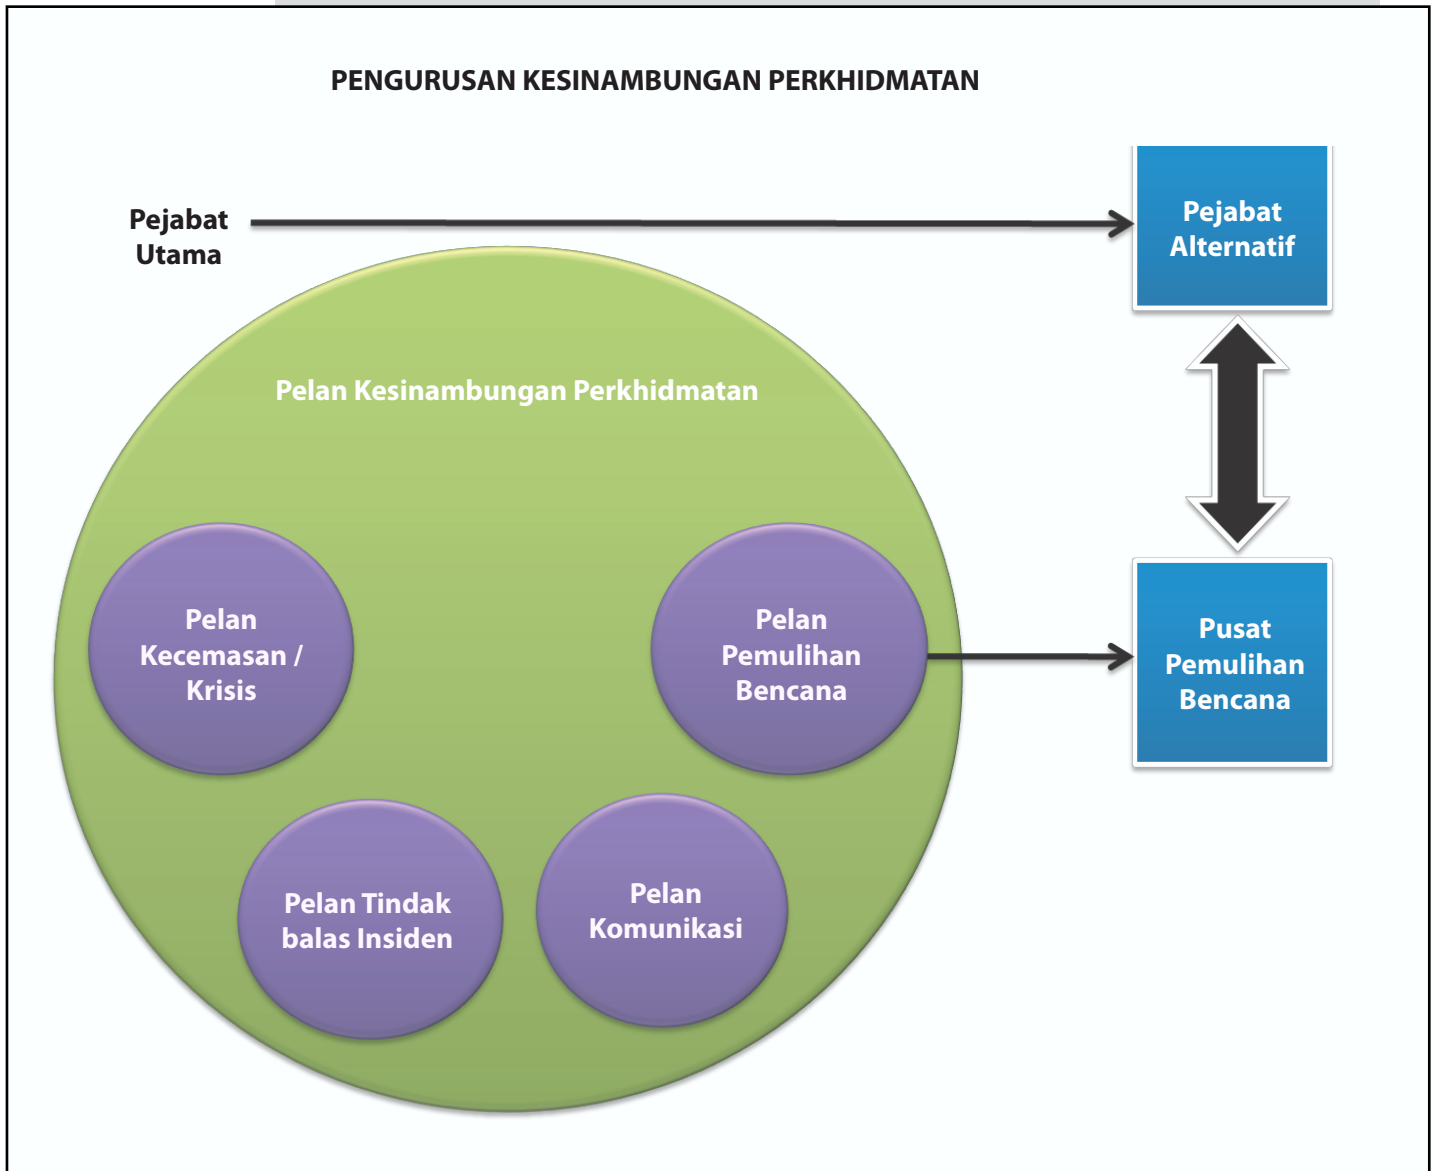 PENGURUSAN KESINAMBUNGAN PERKHIDMATAN
Pejabat
Utama
Pejabat
Alternatif
Pelan Kesinambungan Perkhidmatan
Pelan
Kecemasan /
Krisis
Pelan
Pemulihan
Bencana
Pusat
Pemulihan
Bencana
Pelan Tindak
balas Insiden
Pelan
Komunikasi